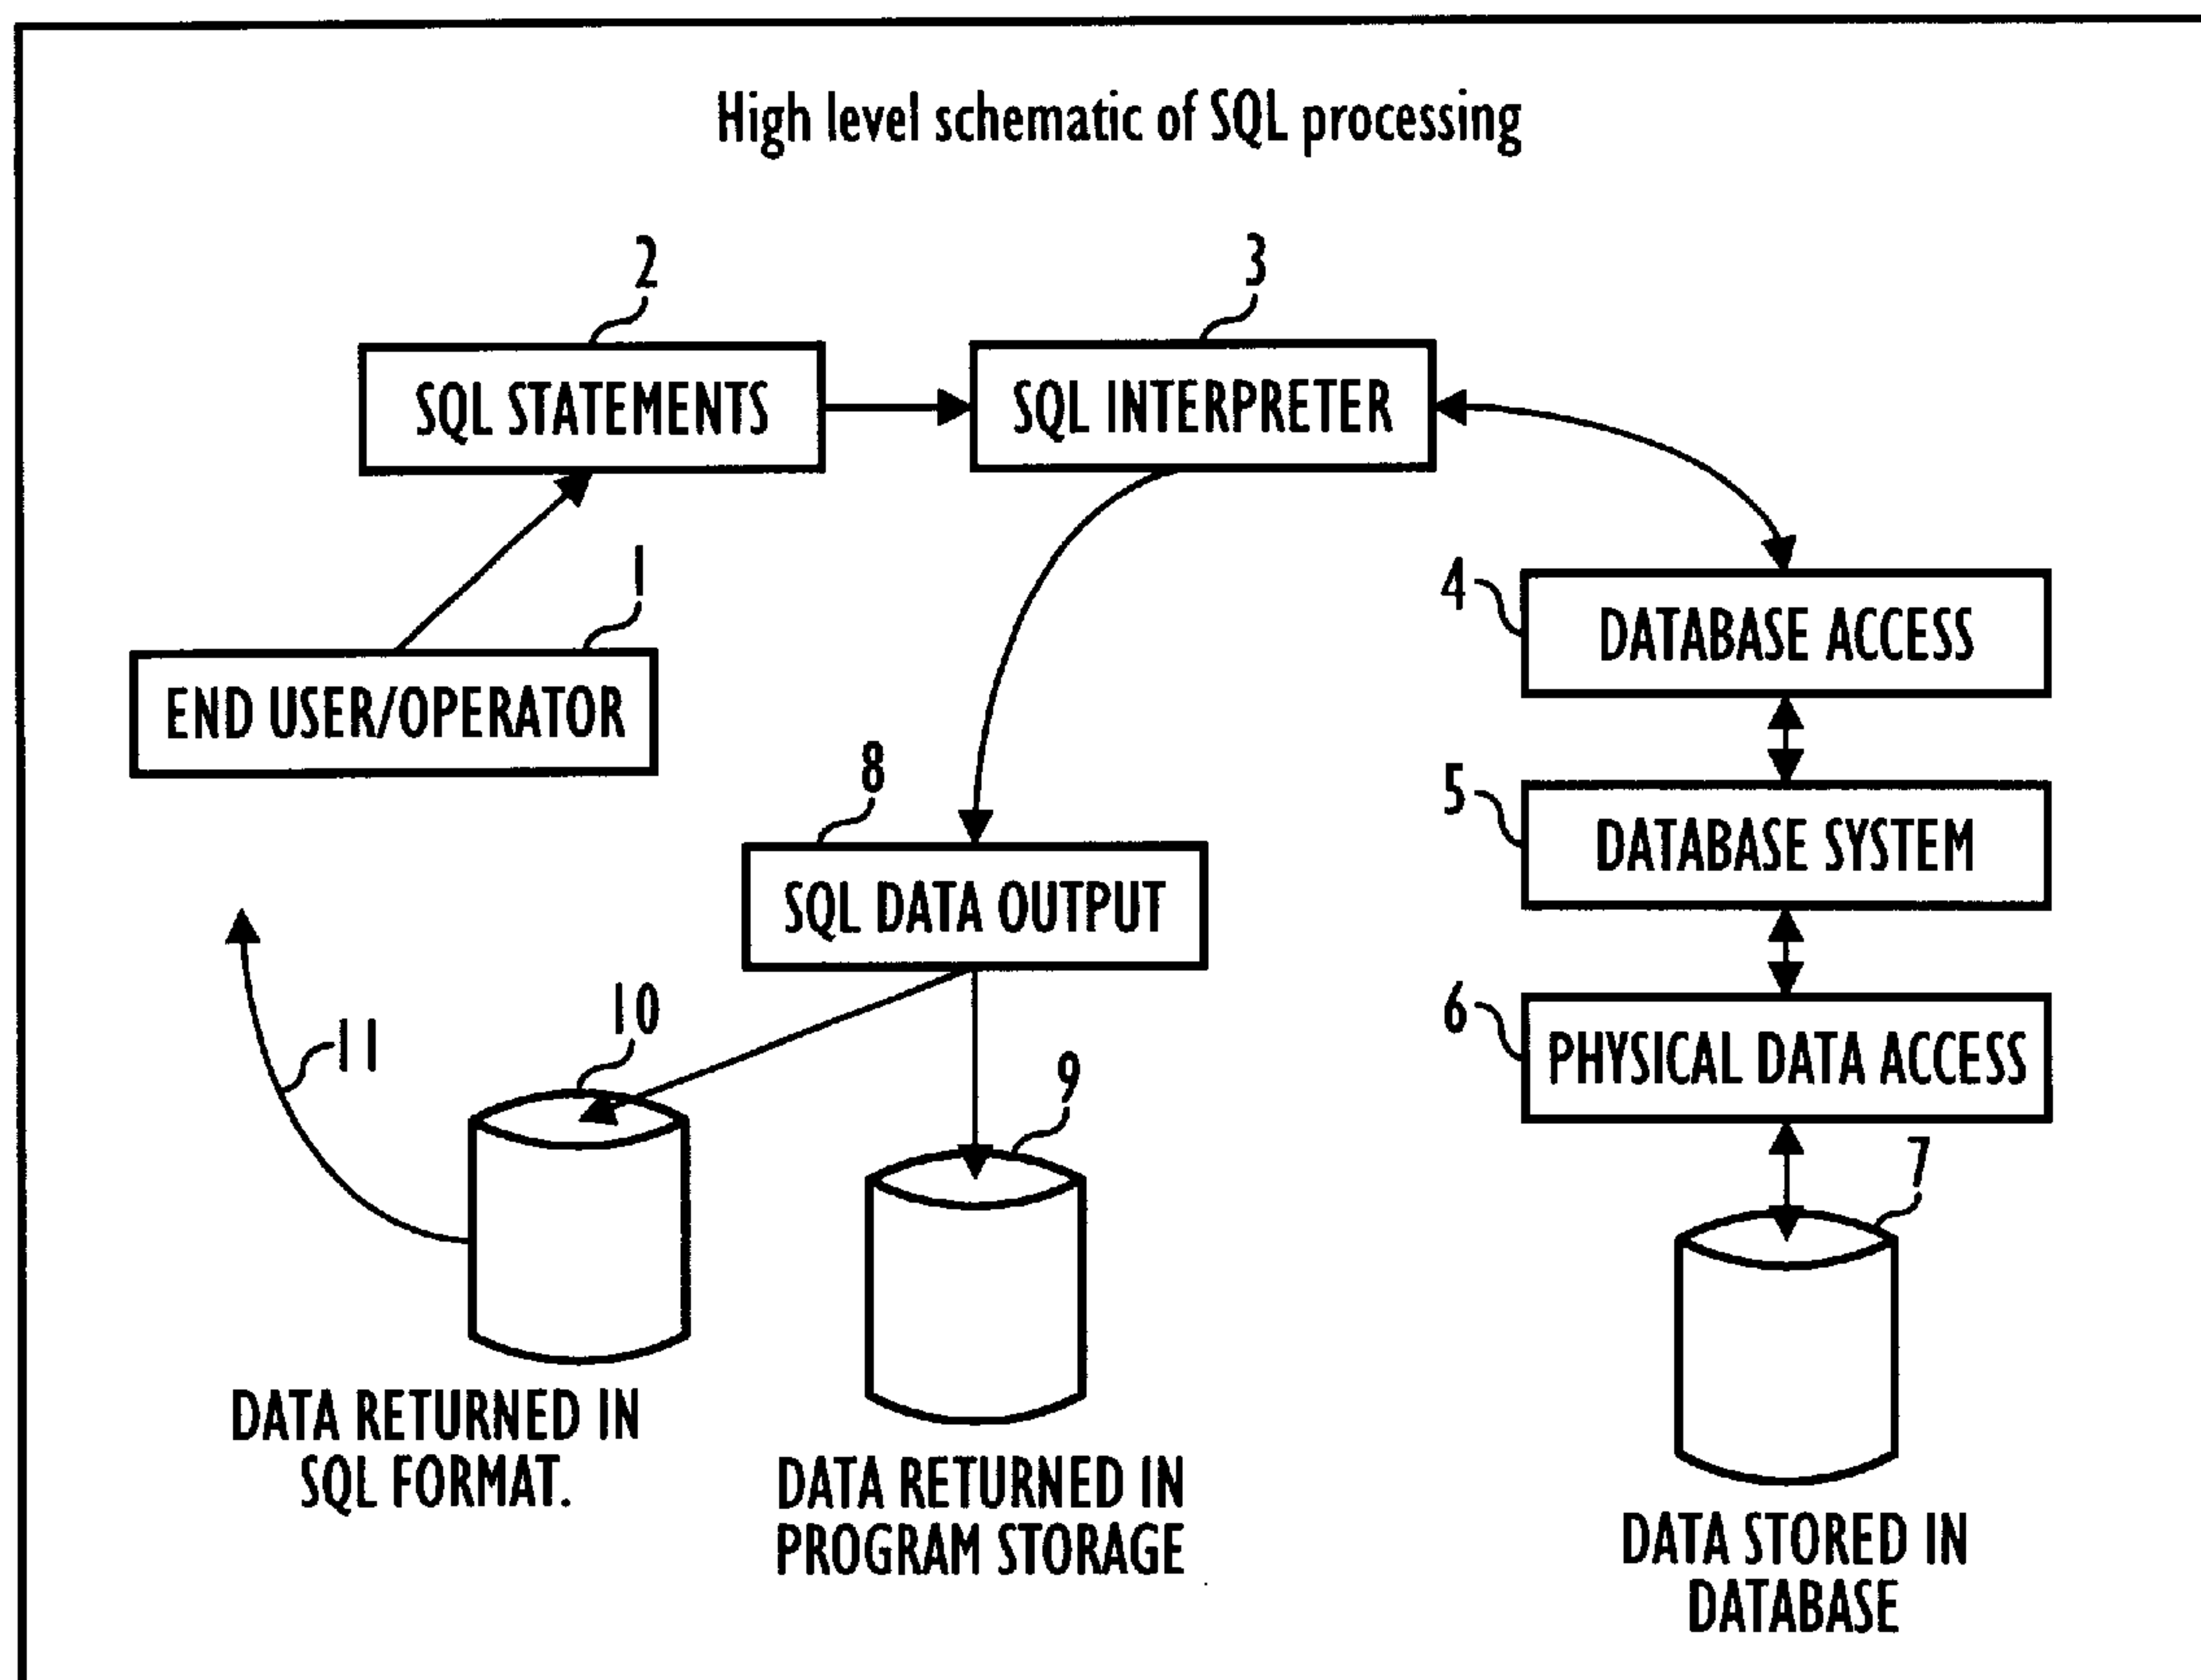 High level schematic of SQL processing
2
3
SQL STATEMENTS
SQL INTERPRETER
1
4
DATABASE ACCESS
END USER/OPERATOR
8
5
DATABASE SYSTEM
SQL DATA OUTPUT
11
10
9
6
PHYSICAL DATA ACCESS
7
DATA RETURNED IN
SQL FORMAT.
DATA RETURNED IN
PROGRAM STORAGE
DATA STORED IN
DATABASE